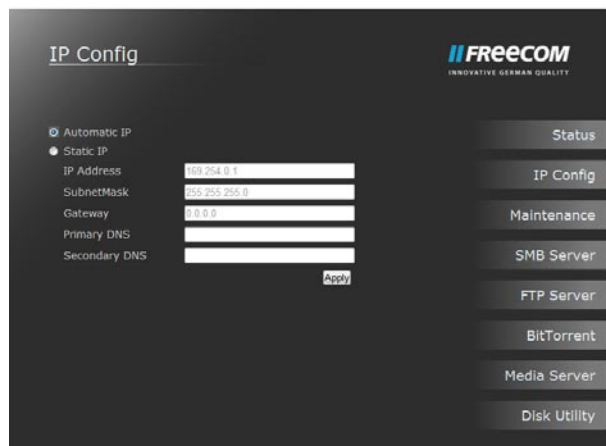 IP Config
FREECOM
INNOVATIVE GERMAN QUALITY
Automatic IP
Static IP
IP Address 169.254.0.1
SubnetMask 255.255.255.0
Gateway 0.0.0.0
Primary DNS
Secondary DNS
Apply
Status
IP Config
Maintenance
SMB Server
FTP Server
BitTorrent
Media Server
Disk Utility